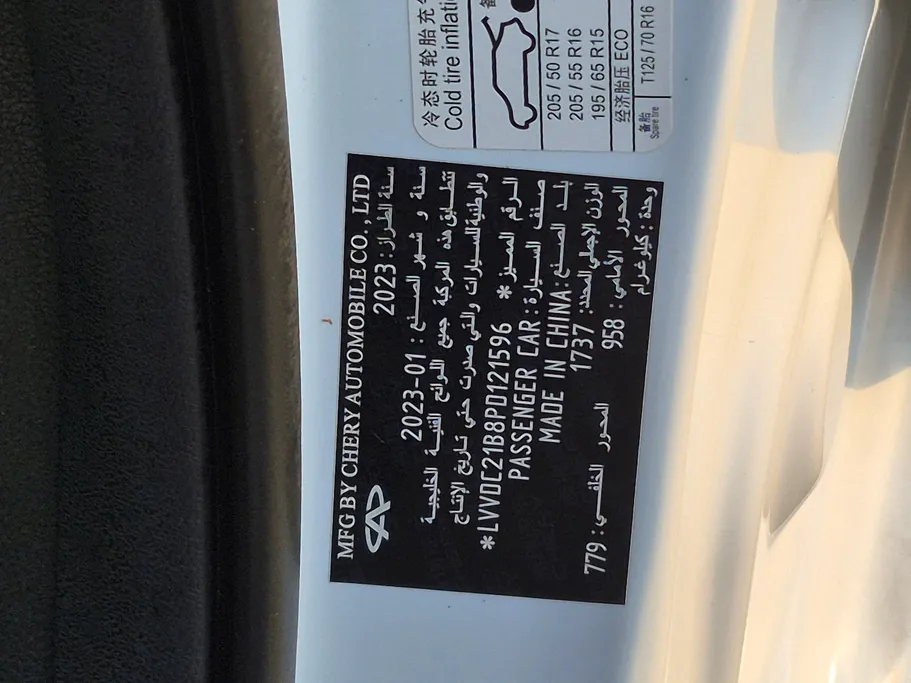 MFG BY CHERY AUTOMOBILE CO., LTD
سنة الطراز: 2023
سنة و شهر الصنع: 2023-01
تتطابق هذه المركبة جميع اللوائح الفنية الخليجية
والوطنية للسيارات والتي صدرت حتى تاريخ الإنتاج
الرقم المميز: *LVVDC21B8PD121596*
صنف السيارة: PASSENGER CAR
بلد الصنع: MADE IN CHINA
الوزن الإجمالي المحدد: 1737
المحور الأمامي: 958 المحور الخلفي: 779
وحدة: كيلوغرام
冷态时轮胎充
Cold tire inflati
205/50 R17
205/55 R16
195/65 R15
经济胎压 ECO
备胎
Spare tire
T125/70 R16